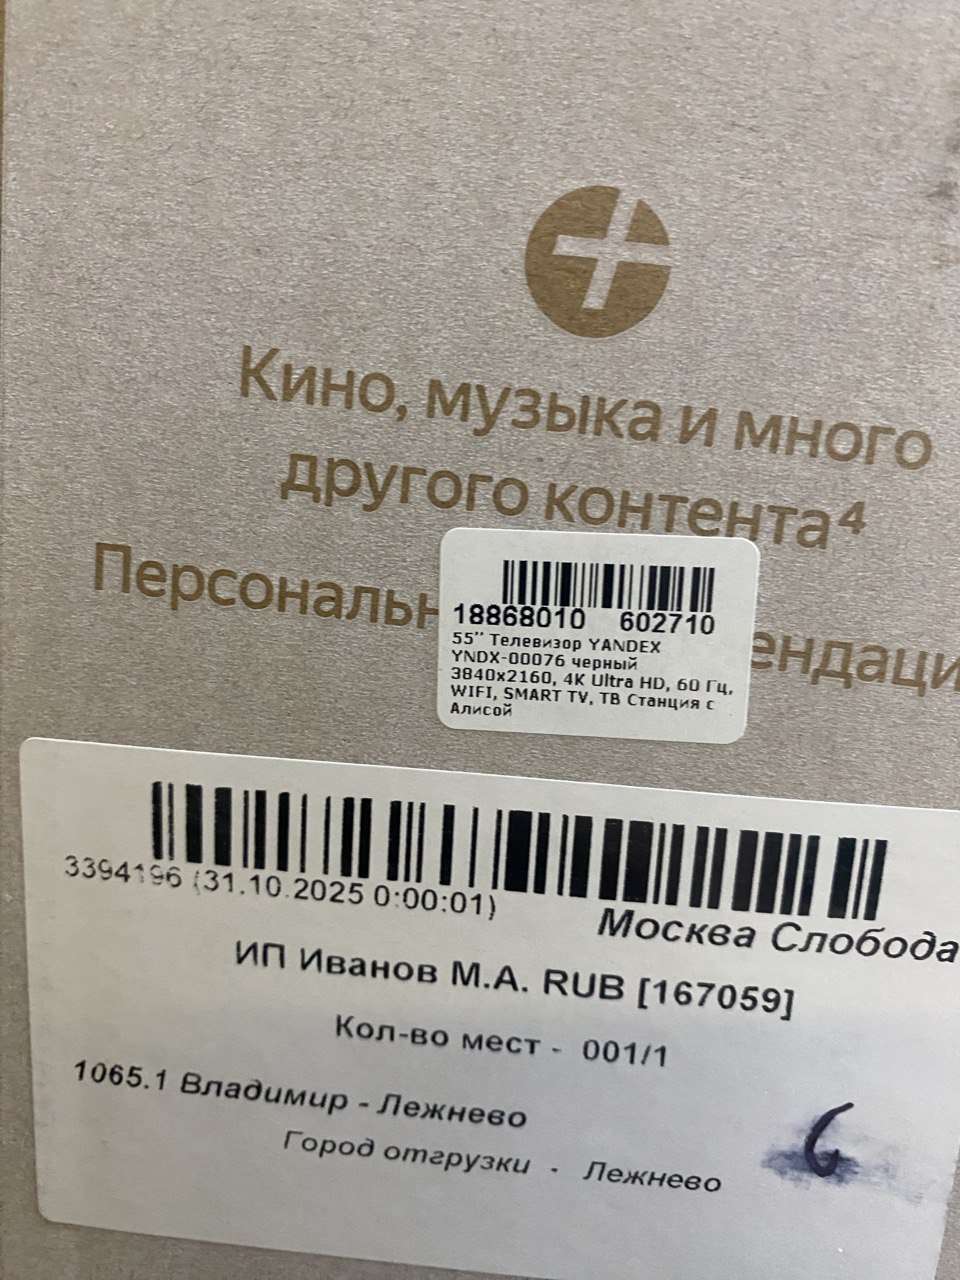 Кино, музыка и много
другого контента⁴
Персональн
ендаци
18868010 602710
55'' Телевизор YANDEX
YNDX-00076 черный
3840x2160, 4K Ultra HD, 60 Гц,
WIFI, SMART TV, ТВ Станция с
Алисой
3394196 (31.10.2025 0:00:01)
Москва Слобода
ИП Иванов М.А. RUB [167059]
Кол-во мест - 001/1
1065.1 Владимир - Лежнево
Город отгрузки - Лежнево
6